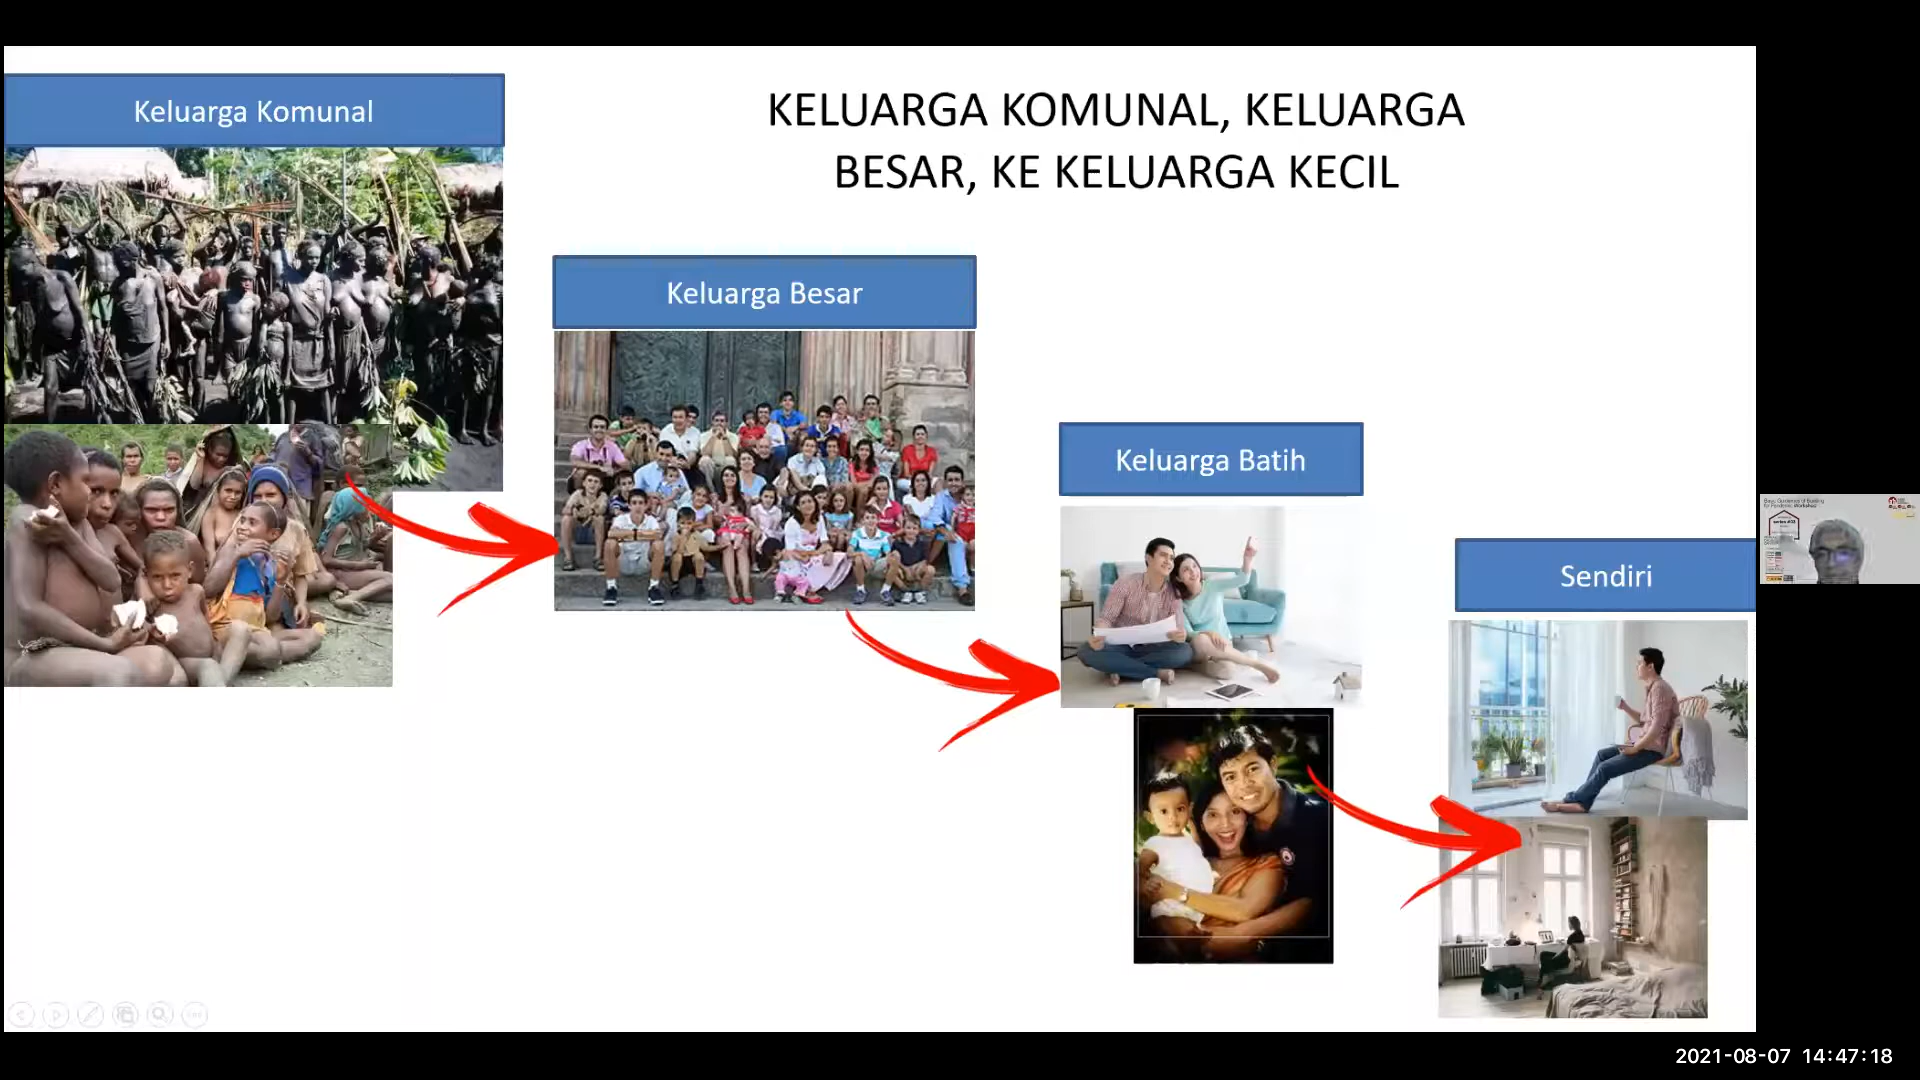 Keluarga Komunal
KELUARGA KOMUNAL, KELUARGA
BESAR, KE KELUARGA KECIL
Keluarga Besar
Keluarga Batih
Sendiri
2021-08-07 14:47:18